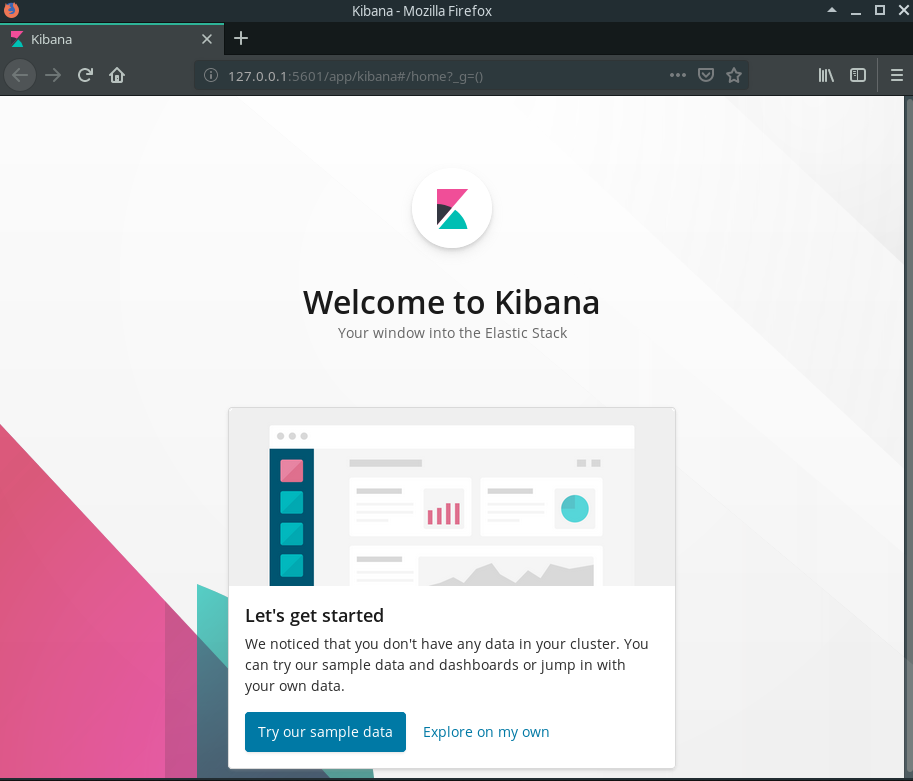 Kibana - Mozilla Firefox
Kibana
127.0.0.1:5601/app/kibana#/home?_g=()
Welcome to Kibana
Your window into the Elastic Stack
Let's get started
We noticed that you don't have any data in your cluster. You
can try our sample data and dashboards or jump in with
your own data.
Try our sample data
Explore on my own